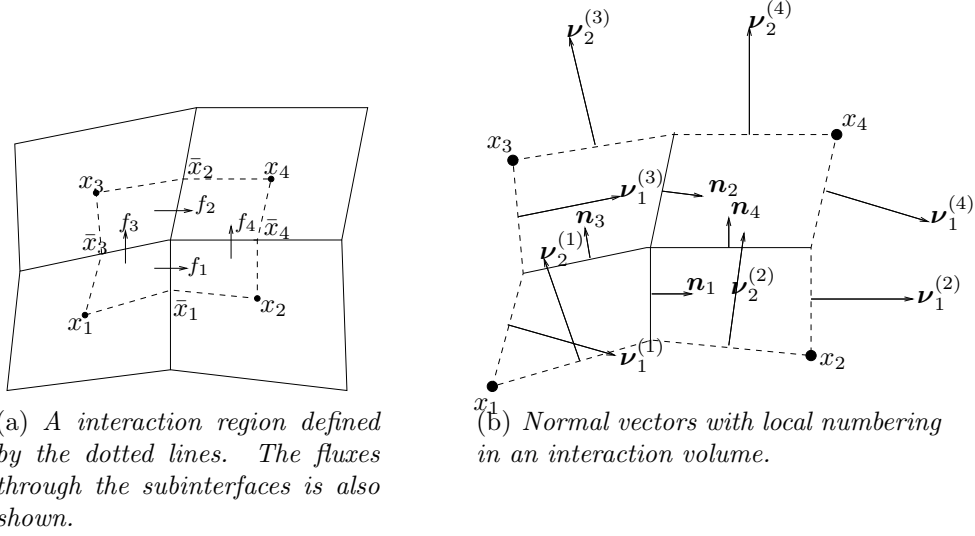 x̄₂
x₄
x₃
f₂
f₃
f₄
x̄₄
x̄₃
f₁
x̄₁
x₂
x₁
(a) A interaction region defined
by the dotted lines. The fluxes
through the subinterfaces is also
shown.
ν₂⁽³⁾
ν₂⁽⁴⁾
x₄
x₃
ν₁⁽³⁾
n₂
n₃
n₄
ν₁⁽⁴⁾
ν₂⁽¹⁾
n₁
ν₂⁽²⁾
ν₁⁽²⁾
ν₁⁽¹⁾
x₂
x₁
(b) Normal vectors with local numbering
in an interaction volume.